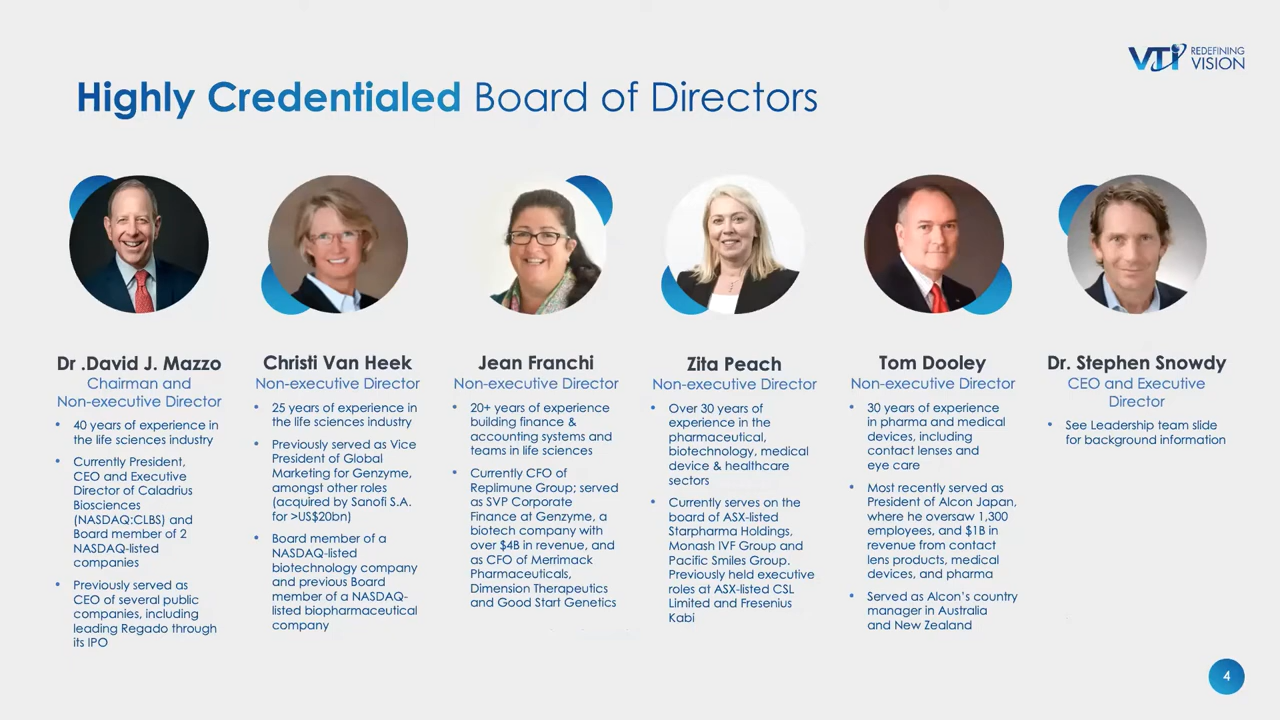 VTI REDEFINING
VISION
Highly Credentialed Board of Directors
Dr .David J. Mazzo
Chairman and
Non-executive Director
• 40 years of experience in
the life sciences industry
• Currently President,
CEO and Executive
Director of Caladrius
Biosciences
(NASDAQ:CLBS) and
Board member of 2
NASDAQ-listed
companies
• Previously served as
CEO of several public
companies, including
leading Regado through
its IPO
Christi Van Heek
Non-executive Director
• 25 years of experience in
the life sciences industry
• Previously served as Vice
President of Global
Marketing for Genzyme,
amongst other roles
(acquired by Sanofi S.A.
for >US$20bn)
• Board member of a
NASDAQ-listed
biotechnology company
and previous Board
member of a NASDAQ-
listed biopharmaceutical
company
Jean Franchi
Non-executive Director
• 20+ years of experience
building finance &
accounting systems and
teams in life sciences
• Currently CFO of
Replimune Group; served
as SVP Corporate
Finance at Genzyme, a
biotech company with
over $4B in revenue, and
as CFO of Merrimack
Pharmaceuticals,
Dimension Therapeutics
and Good Start Genetics
Zita Peach
Non-executive Director
• Over 30 years of
experience in the
pharmaceutical,
biotechnology, medical
device & healthcare
sectors
• Currently serves on the
board of ASX-listed
Starpharma Holdings,
Monash IVF Group and
Pacific Smiles Group.
Previously held executive
roles at ASX-listed CSL
Limited and Fresenius
Kabi
Tom Dooley
Non-executive Director
• 30 years of experience
in pharma and medical
devices, including
contact lenses and
eye care
• Most recently served as
President of Alcon Japan,
where he oversaw 1,300
employees, and $1B in
revenue from contact
lens products, medical
devices, and pharma
• Served as Alcon's country
manager in Australia
and New Zealand
Dr. Stephen Snowdy
CEO and Executive
Director
• See Leadership team slide
for background information
4